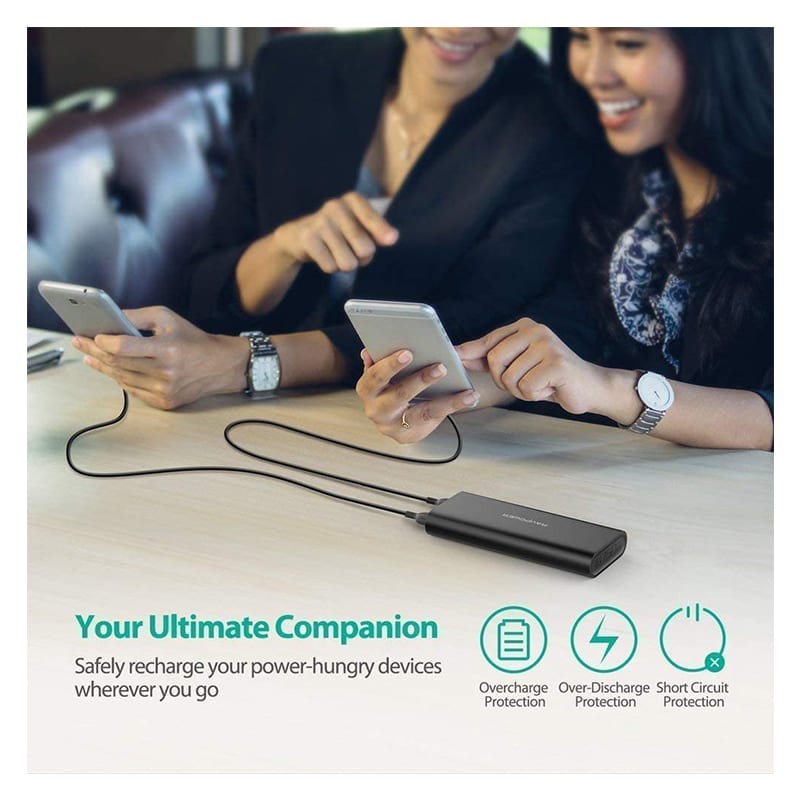 RAVPOWER
Your Ultimate Companion
Safely recharge your power-hungry devices
wherever you go
Overcharge
Protection
Over-Discharge
Protection
Short Circuit
Protection